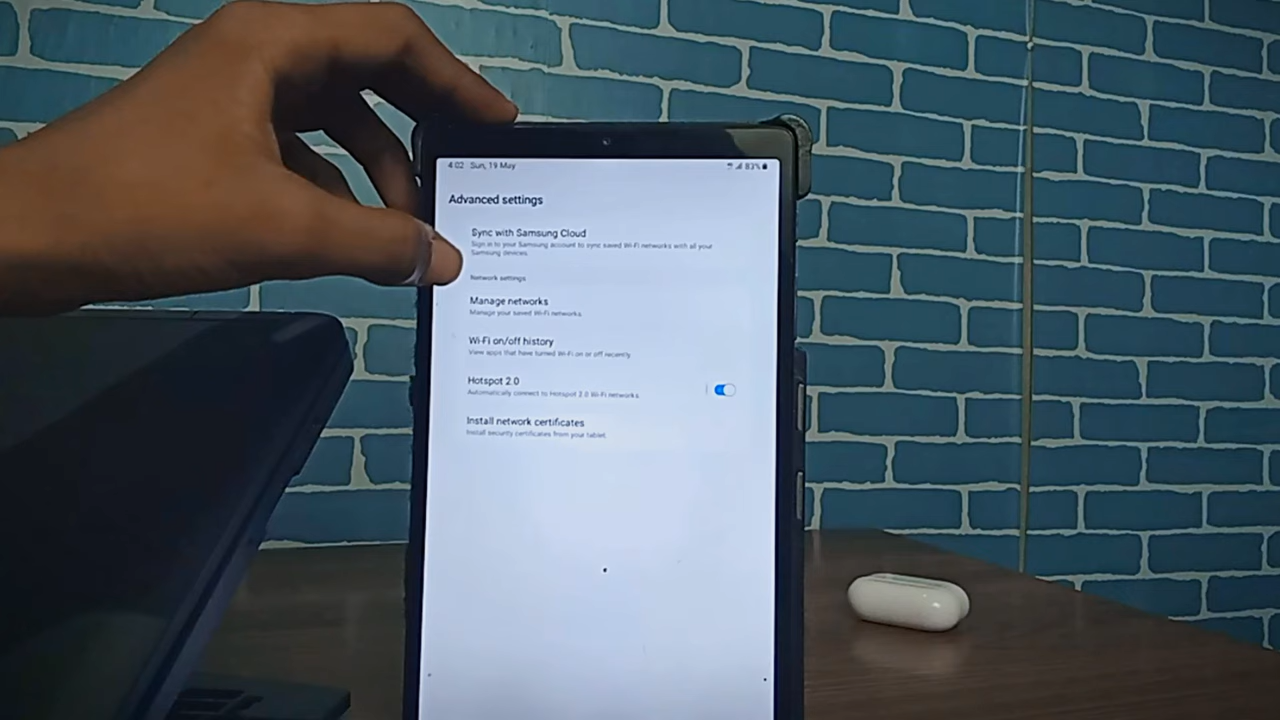 4:02 Sun, 19 May
83%
Advanced settings
Sync with Samsung Cloud
Sign in to your Samsung account to sync saved Wi-Fi networks with all your
Samsung devices.
Network settings
Manage networks
Manage your saved Wi-Fi networks.
Wi-Fi on/off history
View apps that have turned Wi-Fi on or off recently.
Hotspot 2.0
Automatically connect to Hotspot 2.0 Wi-Fi networks.
Install network certificates
Install security certificates from your tablet.